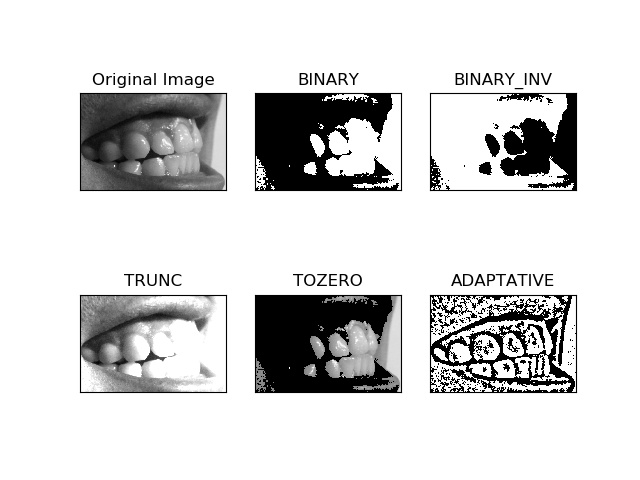 Original Image
BINARY
BINARY_INV
TRUNC
TOZERO
ADAPTATIVE